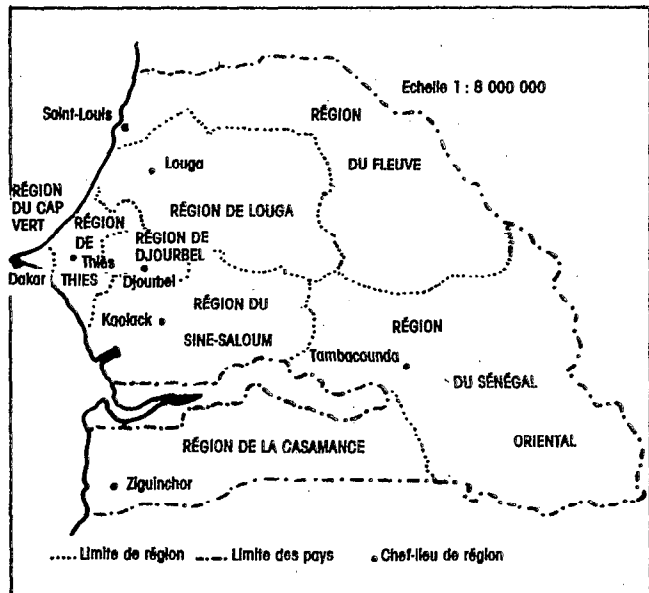 Echelle 1 : 8 000 000
RÉGION
DU FLEUVE
Saint-Louis
Louga
RÉGION DE LOUGA
RÉGION
DU CAP
VERT
RÉGION
DE
Thiès
THIES
RÉGION DE
DJOURBEL
Djourbel
Dakar
Kaolack
RÉGION DU
SINE-SALOUM
RÉGION
Tambacounda
DU SÉNÉGAL
ORIENTAL
RÉGION DE LA CASAMANCE
Ziguinchor
Limite de région
Limite des pays
Chef-lieu de région